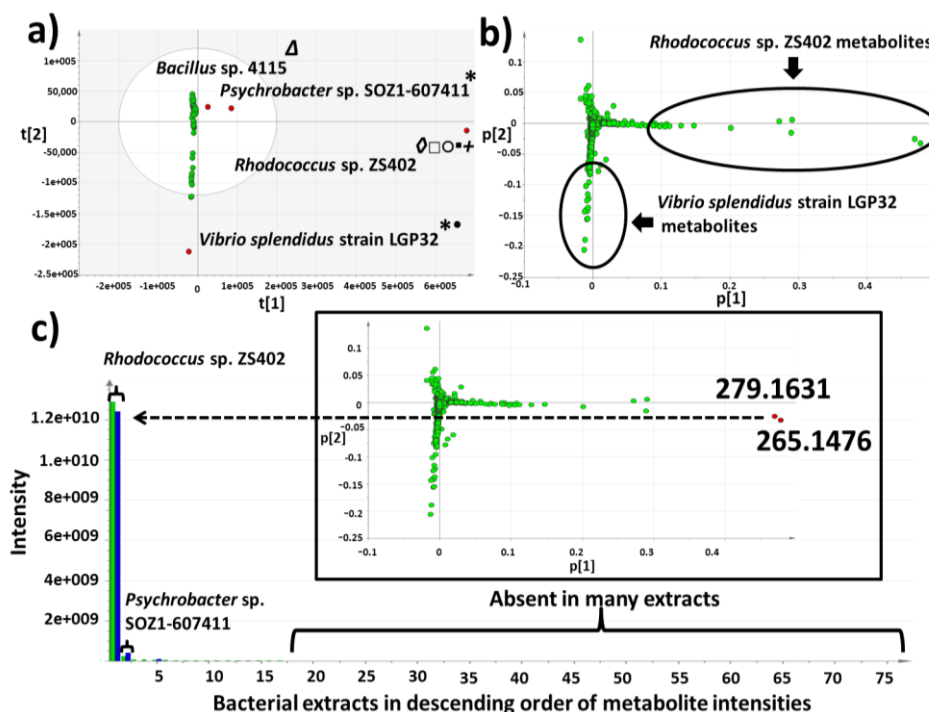 a)
1e+005
50,000
0
-50,000
-1e+005
-1.5e+005
-2e+005
-2.5e+005
t[2]
Δ
Bacillus sp. 4115
Psychrobacter sp. SOZ1-607411 *
◊□○▪+
Rhodococcus sp. ZS402
Vibrio splendidus strain LGP32 *●
-2e+005 -1e+005 0 1e+005 2e+005 3e+005 4e+005 5e+005 6e+005
t[1]
b)
Rhodococcus sp. ZS402 metabolites
0.1
0.05
0
-0.05
-0.1
-0.15
-0.2
-0.25
p[2]
Vibrio splendidus strain LGP32
metabolites
-0.1 0 0.1 0.2 0.3 0.4
p[1]
c)
Rhodococcus sp. ZS402
1.2e+010
1e+010
8e+009
6e+009
4e+009
2e+009
Intensity
Psychrobacter sp.
SOZ1-607411
0.1
0.05
0
-0.05
-0.1
-0.15
-0.2
-0.25
p[2]
279.1631
265.1476
-0.1 0 0.1 0.2 0.3 0.4
p[1]
Absent in many extracts
5 10 15 20 25 30 35 40 45 50 55 60 65 70 75
Bacterial extracts in descending order of metabolite intensities